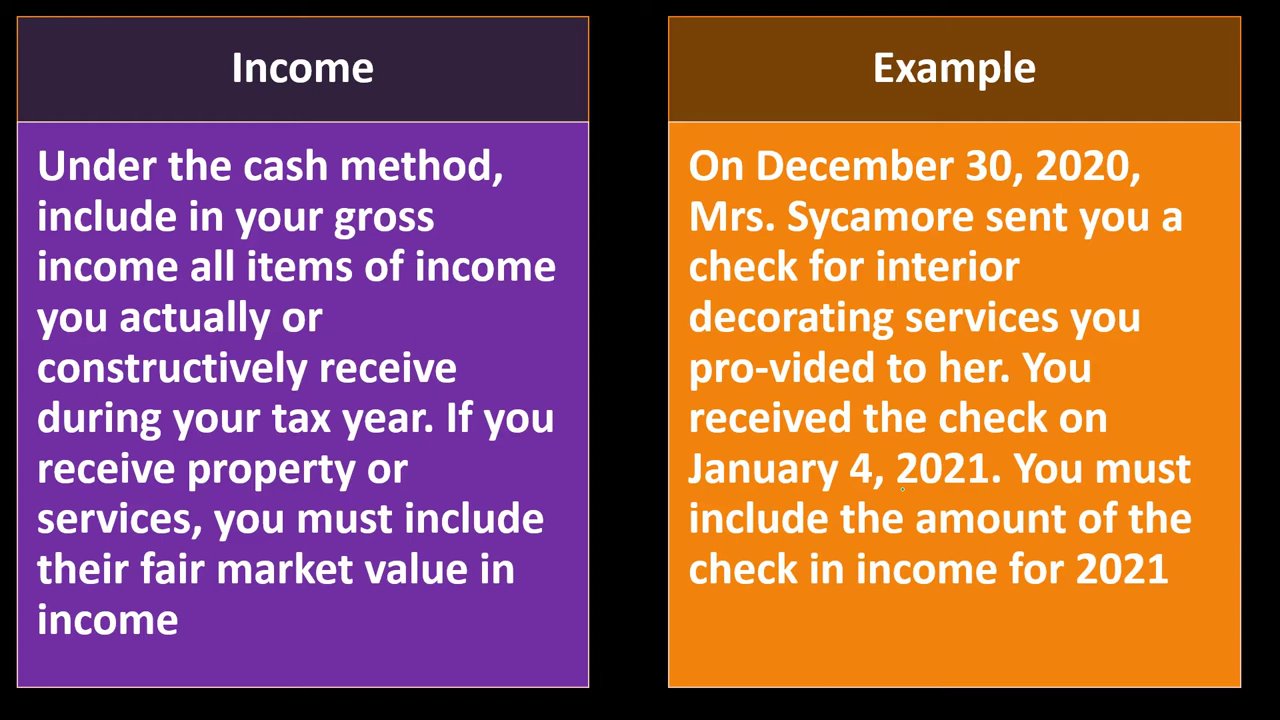 Income
Under the cash method,
include in your gross
income all items of income
you actually or
constructively receive
during your tax year. If you
receive property or
services, you must include
their fair market value in
income
Example
On December 30, 2020,
Mrs. Sycamore sent you a
check for interior
decorating services you
pro-vided to her. You
received the check on
January 4, 2021. You must
include the amount of the
check in income for 2021